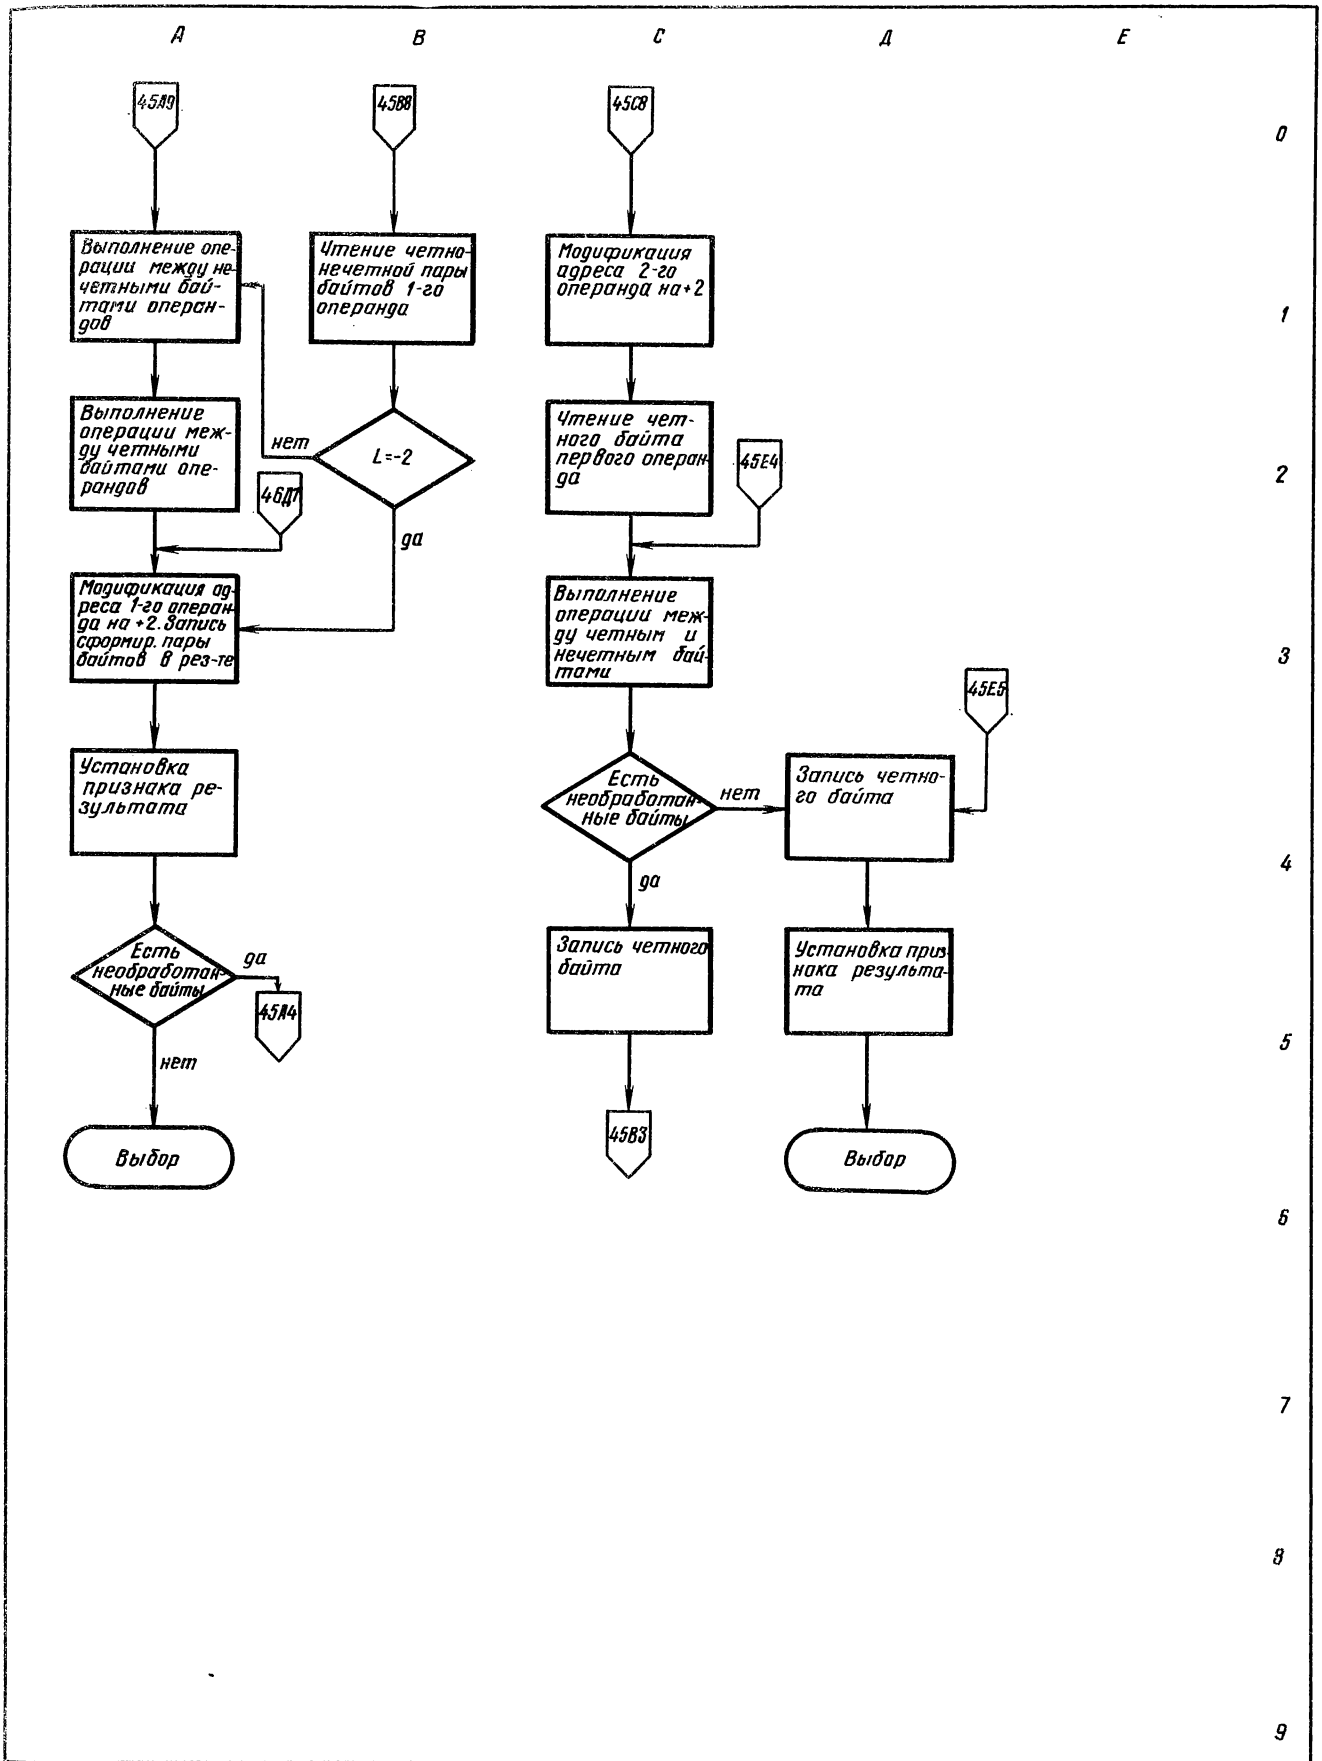 А
В
С
Д
Е
0
1
2
3
4
5
6
7
8
9
45А9
Выполнение опе-
рации между не-
четными бай-
тами операн-
дов
Выполнение
операции меж-
ду четными
байтами опе-
рандов
46Д1
Модификация ад-
реса 1-го операн-
да на +2. Запись
сформир. пары
байтов в рез-те
Установка
признака ре-
зультата
Есть
необработан-
ные байты
да
45А4
нет
Выбор
45В8
Чтение четно-
нечетной пары
байтов 1-го
операнда
L=-2
нет
да
45С8
Модификация
адреса 2-го
операнда на +2
Чтение чет-
ного байта
первого операн-
да
45Е4
Выполнение
операции меж-
ду четным и
нечетным бай-
тами
Есть
необработан-
ные байты
нет
да
Запись четного
байта
45В3
45Е5
Запись четно-
го байта
Установка приз-
нака результа-
та
Выбор